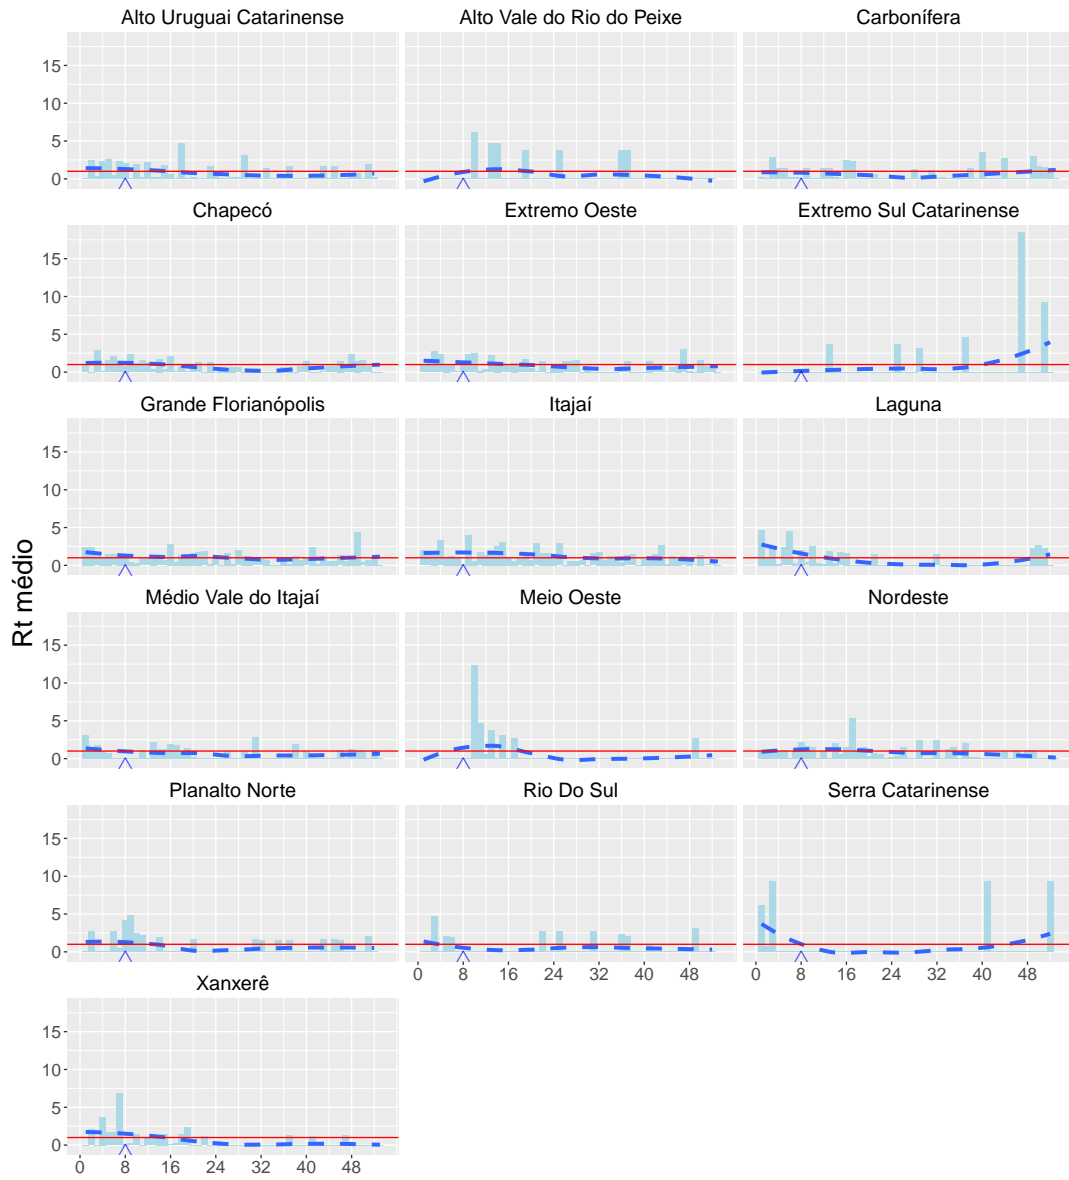 Alto Uruguai Catarinense Alto Vale do Rio do Peixe Carbonífera
15
10
5
0
Chapecó Extremo Oeste Extremo Sul Catarinense
15
10
5
0
Grande Florianópolis Itajaí Laguna
15
10
5
0
Rt médio
Médio Vale do Itajaí Meio Oeste Nordeste
15
10
5
0
Planalto Norte Rio Do Sul Serra Catarinense
15
10
5
0
0 8 16 24 32 40 48 0 8 16 24 32 40 48
Xanxerê
15
10
5
0
0 8 16 24 32 40 48